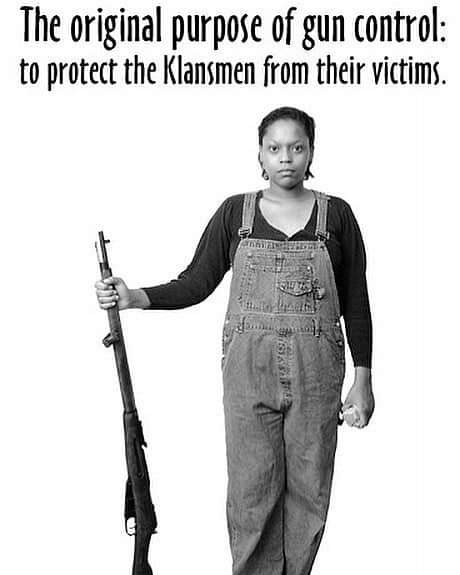 The original purpose of gun control:
to protect the Klansmen from their victims.